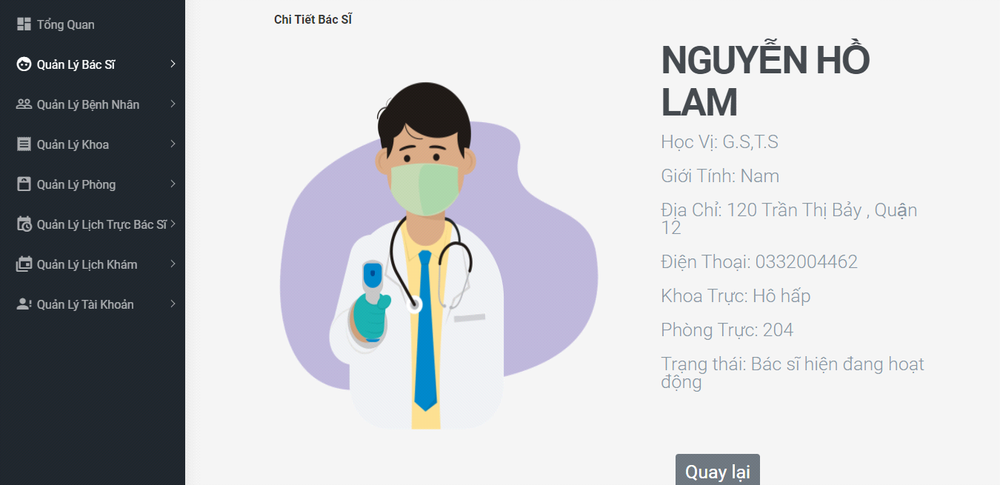 Tổng Quan
Quản Lý Bác Sĩ
Quản Lý Bệnh Nhân
Quản Lý Khoa
Quản Lý Phòng
Quản Lý Lịch Trực Bác Sĩ
Quản Lý Lịch Khám
Quản Lý Tài Khoản
Chi Tiết Bác Sĩ
NGUYỄN HỒ
LAM
Học Vị: G.S,T.S
Giới Tính: Nam
Địa Chỉ: 120 Trần Thị Bảy , Quận
12
Điện Thoại: 0332004462
Khoa Trực: Hô hấp
Phòng Trực: 204
Trạng thái: Bác sĩ hiện đang hoạt
động
Quay lại